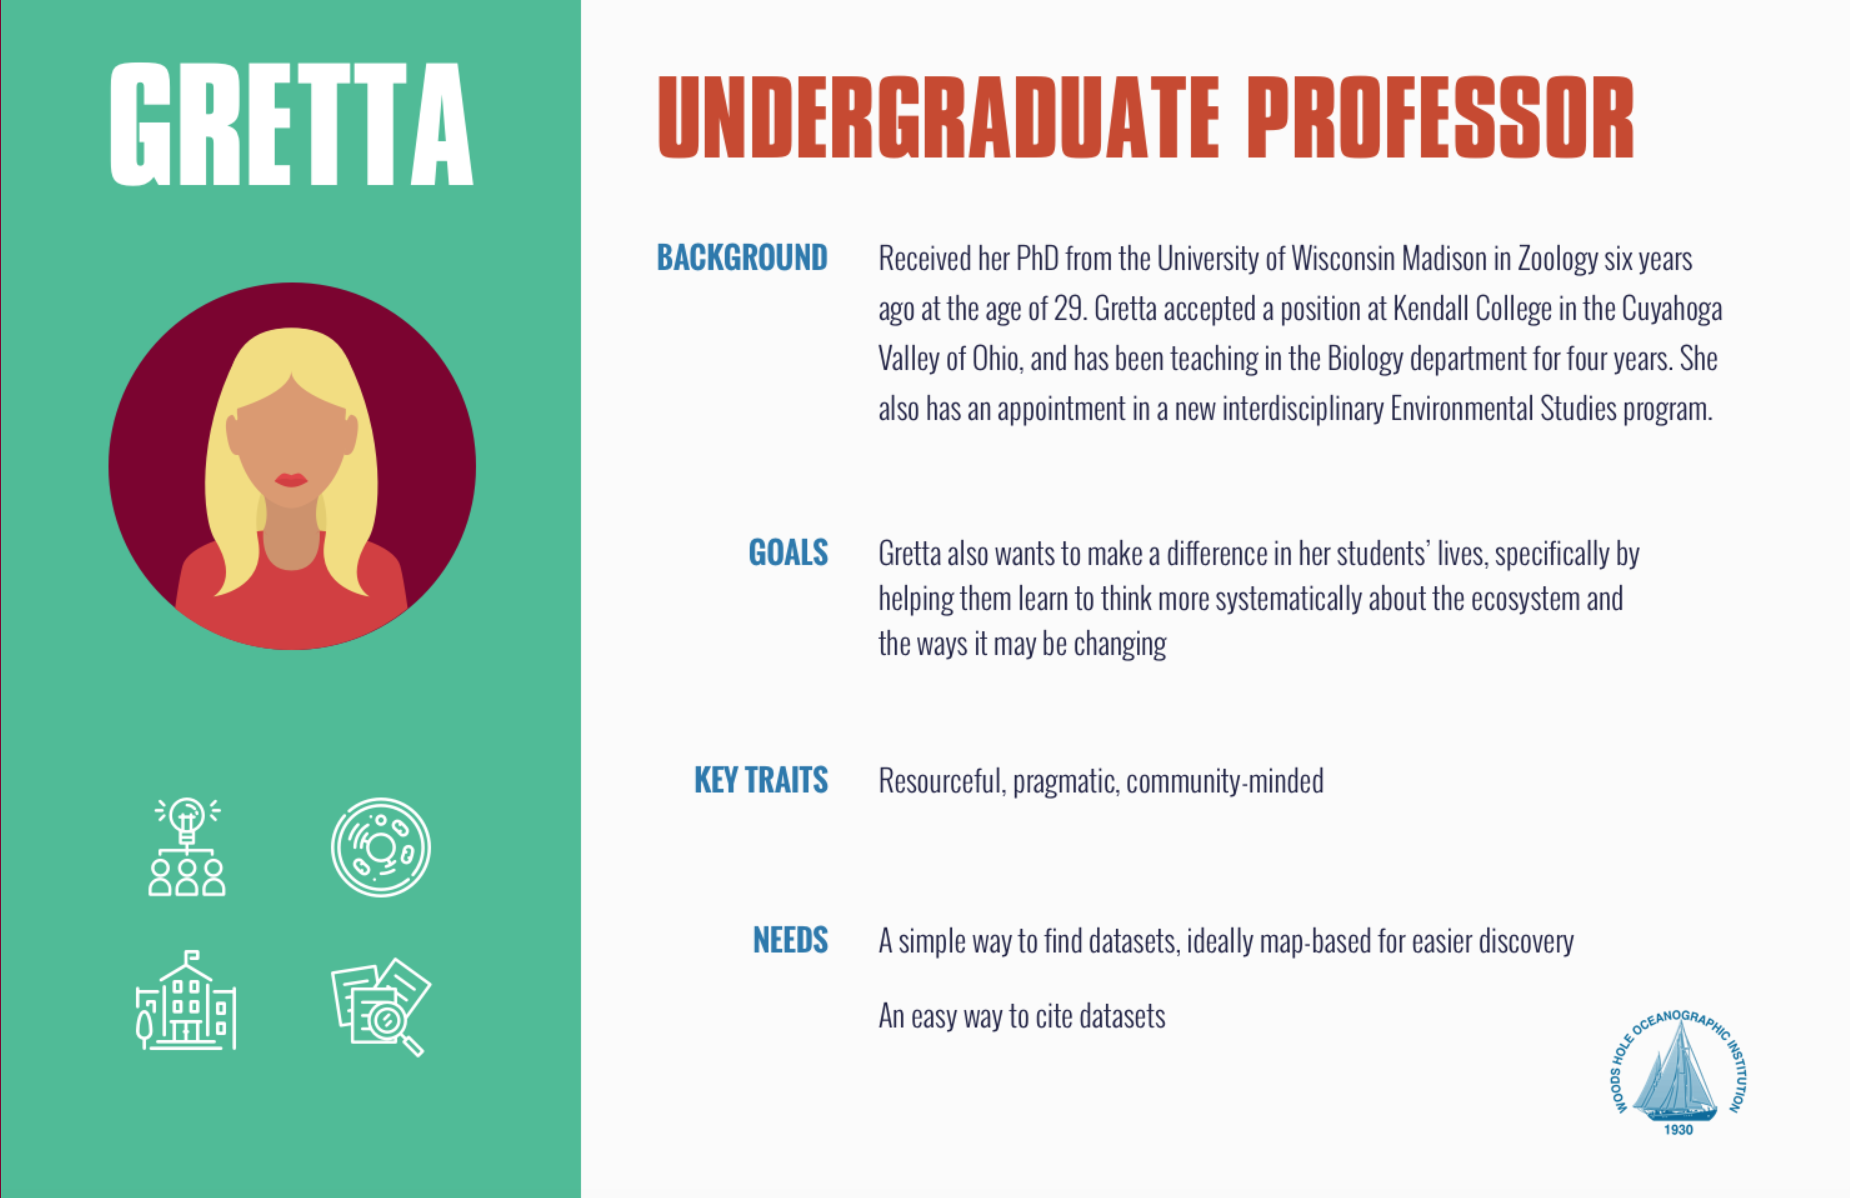 GRETTA
UNDERGRADUATE PROFESSOR
BACKGROUND
Received her PhD from the University of Wisconsin Madison in Zoology six years
ago at the age of 29. Gretta accepted a position at Kendall College in the Cuyahoga
Valley of Ohio, and has been teaching in the Biology department for four years. She
also has an appointment in a new interdisciplinary Environmental Studies program.
GOALS
Gretta also wants to make a difference in her students’ lives, specifically by
helping them learn to think more systematically about the ecosystem and
the ways it may be changing
KEY TRAITS
Resourceful, pragmatic, community-minded
NEEDS
A simple way to find datasets, ideally map-based for easier discovery
An easy way to cite datasets
WOODS HOLE OCEANOGRAPHIC INSTITUTION
1930